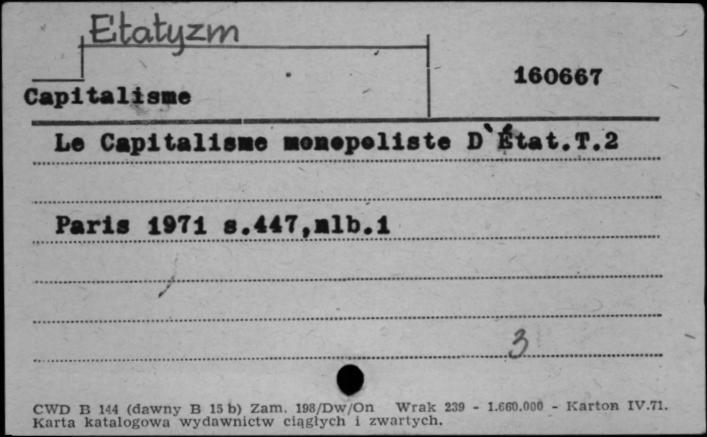 Etatyzm
160667
Capitalisme
Le Capitalisme monopoliste D`État.T.2
Paris 1971 s.447,nlb.1
3
CWD B 144 (dawny B 15 b) Zam. 198/Dw/On Wrak 239 - 1.660.000 - Karton IV.71.
Karta katalogowa wydawnictw ciągłych i zwartych.